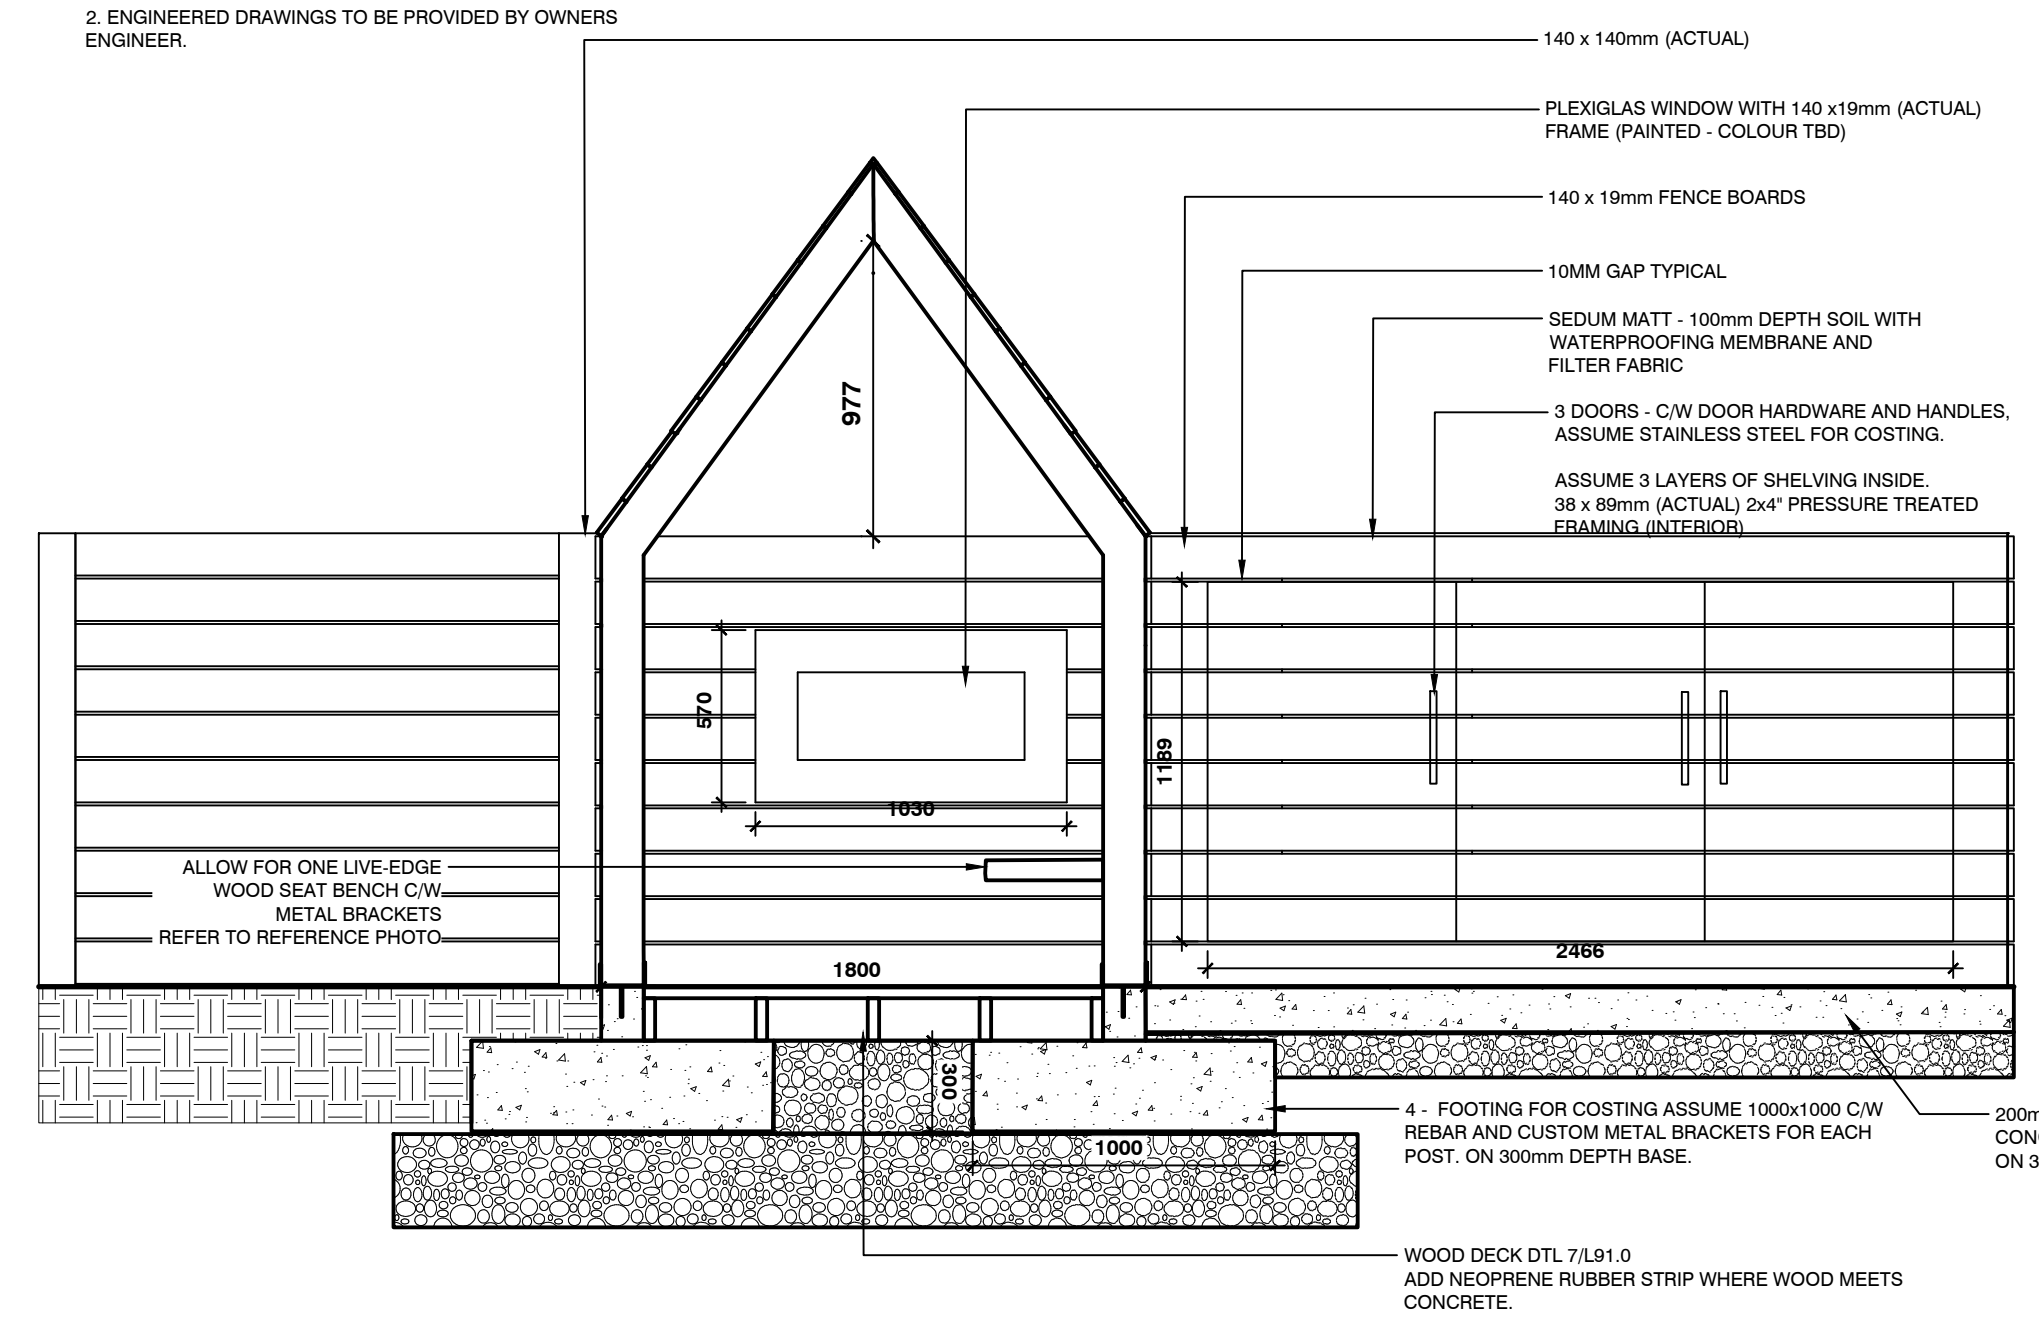 2. ENGINEERED DRAWINGS TO BE PROVIDED BY OWNERS
ENGINEER.
140 x 140mm (ACTUAL)
PLEXIGLAS WINDOW WITH 140 x19mm (ACTUAL)
FRAME (PAINTED - COLOUR TBD)
140 x 19mm FENCE BOARDS
10MM GAP TYPICAL
SEDUM MATT - 100mm DEPTH SOIL WITH
WATERPROOFING MEMBRANE AND
FILTER FABRIC
3 DOORS - C/W DOOR HARDWARE AND HANDLES,
ASSUME STAINLESS STEEL FOR COSTING.
ASSUME 3 LAYERS OF SHELVING INSIDE.
38 x 89mm (ACTUAL) 2x4" PRESSURE TREATED
FRAMING (INTERIOR)
977
570
1030
1189
2466
ALLOW FOR ONE LIVE-EDGE
WOOD SEAT BENCH C/W
METAL BRACKETS
REFER TO REFERENCE PHOTO
1800
300
1000
4 - FOOTING FOR COSTING ASSUME 1000x1000 C/W
REBAR AND CUSTOM METAL BRACKETS FOR EACH
POST. ON 300mm DEPTH BASE.
200m
CON
ON 3
WOOD DECK DTL 7/L91.0
ADD NEOPRENE RUBBER STRIP WHERE WOOD MEETS
CONCRETE.